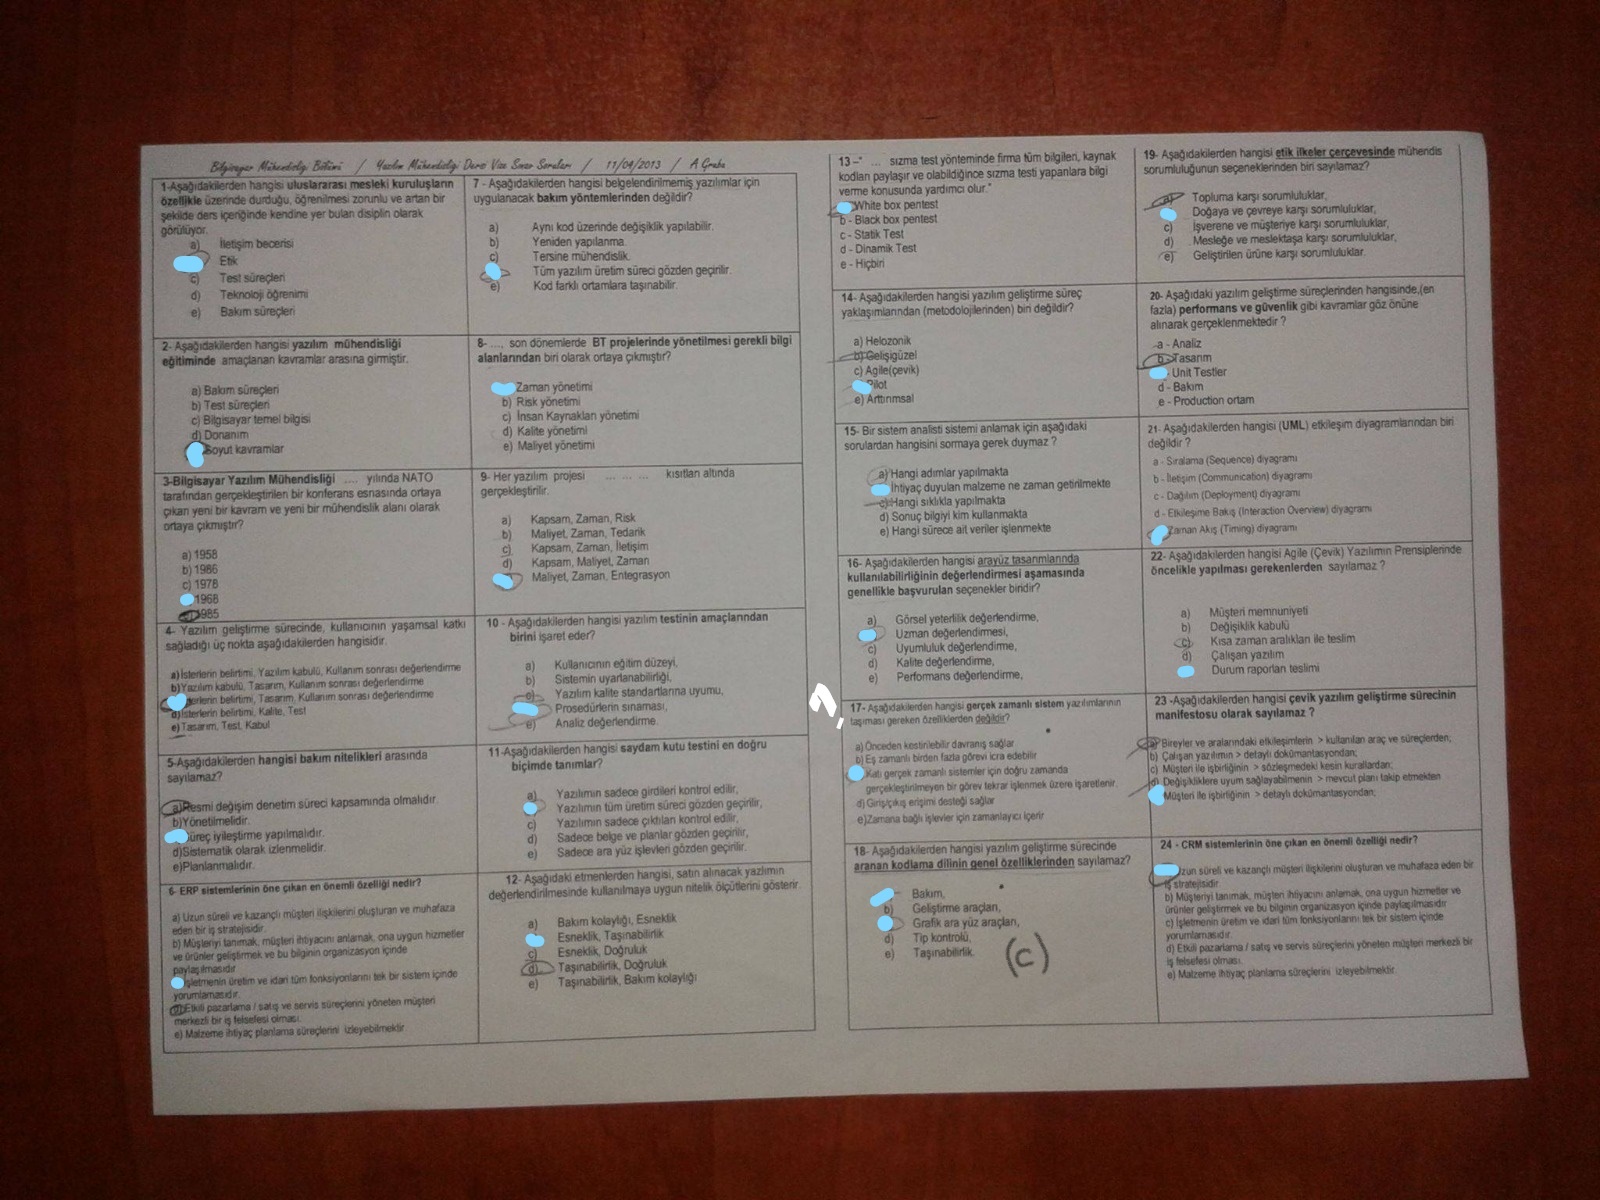 Bilgisayar Mühendisliği Bölümü / Yazılım Mühendisliği Dersi Vize Sınav Soruları / 11/04/2013 / A Grubu
1-Aşağıdakilerden hangisi uluslararası mesleki kuruluşların
özellikle üzerinde durduğu, öğrenilmesi zorunlu ve artan bir
şekilde ders içeriğinde kendine yer bulan disiplin olarak
görülüyor.
a) İletişim becerisi
Etik
c) Test süreçleri
d) Teknoloji öğrenimi
e) Bakım süreçleri
2- Aşağıdakilerden hangisi yazılım mühendisliği
eğitiminde amaçlanan kavramlar arasına girmiştir.
a) Bakım süreçleri
b) Test süreçleri
c) Bilgisayar temel bilgisi
d) Donanım
Soyut kavramlar
3-Bilgisayar Yazılım Mühendisliği .... yılında NATO
tarafından gerçekleştirilen bir konferans esnasında ortaya
çıkan yeni bir kavram ve yeni bir mühendislik alanı olarak
ortaya çıkmıştır?
a) 1958
b) 1986
c) 1978
1968
1985
4- Yazılım geliştirme sürecinde, kullanıcının yaşamsal katkı
sağladığı üç nokta aşağıdakilerden hangisidir.
a) İsterlerin belirtimi, Yazılım kabulü, Kullanım sonrası değerlendirme
b) Yazılım kabulü, Tasarım, Kullanım sonrası değerlendirme
İsterlerin belirtimi, Tasarım, Kullanım sonrası değerlendirme
d) İsterlerin belirtimi, Kalite, Test
e) Tasarım, Test, Kabul
5-Aşağıdakilerden hangisi bakım nitelikleri arasında
sayılamaz?
a) Resmi değişim denetim süreci kapsamında olmalıdır.
b)Yönetilmelidir.
Süreç iyileştirme yapılmalıdır.
d)Sistematik olarak izlenmelidir.
e)Planlanmalıdır.
6- ERP sistemlerinin öne çıkan en önemli özelliği nedir?
a) Uzun süreli ve kazançlı müşteri ilişkilerini oluşturan ve muhafaza
eden bir iş stratejisidir.
b) Müşteriyi tanımak, müşteri ihtiyacını anlamak, ona uygun hizmetler
ve ürünler geliştirmek ve bu bilginin organizasyon içinde
paylaşılmasıdır
İşletmenin üretim ve idari tüm fonksiyonlarını tek bir sistem içinde
yorumlamasıdır.
d) Etkili pazarlama / satış ve servis süreçlerini yöneten müşteri
merkezli bir iş felsefesi olması.
e) Malzeme ihtiyaç planlama süreçlerini izleyebilmektir
7 - Aşağıdakilerden hangisi belgelendirilmemiş yazılımlar için
uygulanacak bakım yöntemlerinden değildir?
a) Aynı kod üzerinde değişiklik yapılabilir.
b) Yeniden yapılanma.
c) Tersine mühendislik.
Tüm yazılım üretim süreci gözden geçirilir.
e) Kod farklı ortamlara taşınabilir.
8- ...., son dönemlerde BT projelerinde yönetilmesi gerekli bilgi
alanlarından biri olarak ortaya çıkmıştır?
Zaman yönetimi
b) Risk yönetimi
c) İnsan Kaynakları yönetimi
d) Kalite yönetimi
e) Maliyet yönetimi
9- Her yazılım projesi ... ... ... kısıtları altında
gerçekleştirilir.
a) Kapsam, Zaman, Risk
b) Maliyet, Zaman, Tedarik
c) Kapsam, Zaman, İletişim
d) Kapsam, Maliyet, Zaman
Maliyet, Zaman, Entegrasyon
10 - Aşağıdakilerden hangisi yazılım testinin amaçlarından
birini işaret eder?
a) Kullanıcının eğitim düzeyi,
b) Sistemin uyarlanabilirliği,
c) Yazılım kalite standartlarına uyumu,
Prosedürlerin sınaması,
e) Analiz değerlendirme.
11-Aşağıdakilerden hangisi saydam kutu testini en doğru
biçimde tanımlar?
a) Yazılımın sadece girdileri kontrol edilir,
Yazılımın tüm üretim süreci gözden geçirilir,
c) Yazılımın sadece çıktıları kontrol edilir,
d) Sadece belge ve planlar gözden geçirilir,
e) Sadece ara yüz işlevleri gözden geçirilir.
12- Aşağıdaki etmenlerden hangisi, satın alınacak yazılımın
değerlendirilmesinde kullanılmaya uygun nitelik ölçütlerini gösterir.
a) Bakım kolaylığı, Esneklik
Esneklik, Taşınabilirlik
c) Esneklik, Doğruluk
d) Taşınabilirlik, Doğruluk
e) Taşınabilirlik, Bakım kolaylığı
13 –" ... sızma test yönteminde firma tüm bilgileri, kaynak
kodları paylaşır ve olabildiğince sızma testi yapanlara bilgi
verme konusunda yardımcı olur."
White box pentest
b - Black box pentest
c - Statik Test
d - Dinamik Test
e - Hiçbiri
14- Aşağıdakilerden hangisi yazılım geliştirme süreç
yaklaşımlarından (metodolojilerinden) biri değildir?
a) Helozonik
b) Gelişigüzel
c) Agile(çevik)
Pilot
e) Arttırımsal
15- Bir sistem analisti sistemi anlamak için aşağıdaki
sorulardan hangisini sormaya gerek duymaz ?
a) Hangi adımlar yapılmakta
İhtiyaç duyulan malzeme ne zaman getirilmekte
c) Hangi sıklıkla yapılmakta
d) Sonuç bilgiyi kim kullanmakta
e) Hangi sürece ait veriler işlenmekte
16- Aşağıdakilerden hangisi arayüz tasarımlarında
kullanılabilirliğinin değerlendirmesi aşamasında
genellikle başvurulan seçenekler biridir?
a) Görsel yeterlilik değerlendirme,
Uzman değerlendirmesi,
c) Uyumluluk değerlendirme,
d) Kalite değerlendirme,
e) Performans değerlendirme,
17- Aşağıdakilerden hangisi gerçek zamanlı sistem yazılımlarının
taşıması gereken özelliklerden değildir?
a) Önceden kestirilebilir davranış sağlar
b) Eş zamanlı birden fazla görevi icra edebilir
Katı gerçek zamanlı sistemler için doğru zamanda
gerçekleştirilmeyen bir görev tekrar işlenmek üzere işaretlenir.
d) Giriş/çıkış erişimi desteği sağlar
e)Zamana bağlı işlevler için zamanlayıcı içerir
18- Aşağıdakilerden hangisi yazılım geliştirme sürecinde
aranan kodlama dilinin genel özelliklerinden sayılamaz?
Bakım,
b) Geliştirme araçları,
Grafik ara yüz araçları,
d) Tip kontrolü,
e) Taşınabilirlik.
(C)
19- Aşağıdakilerden hangisi etik ilkeler çerçevesinde mühendis
sorumluluğunun seçeneklerinden biri sayılamaz?
a) Topluma karşı sorumluluklar,
Doğaya ve çevreye karşı sorumluluklar,
c) İşverene ve müşteriye karşı sorumluluklar,
d) Mesleğe ve meslektaşa karşı sorumluluklar,
e) Geliştirilen ürüne karşı sorumluluklar.
20- Aşağıdaki yazılım geliştirme süreçlerinden hangisinde,(en
fazla) performans ve güvenlik gibi kavramlar göz önüne
alınarak gerçeklenmektedir ?
a - Analiz
b - Tasarım
Unit Testler
d - Bakım
e - Production ortam
21- Aşağıdakilerden hangisi (UML) etkileşim diyagramlarından biri
değildir ?
a - Sıralama (Sequence) diyagramı
b - İletişim (Communication) diyagramı
c - Dağılım (Deployment) diyagramı
d - Etkileşime Bakış (Interaction Overview) diyagramı
Zaman Akış (Timing) diyagramı
22- Aşağıdakilerden hangisi Agile (Çevik) Yazılımın Prensiplerinde
öncelikle yapılması gerekenlerden sayılamaz ?
a) Müşteri memnuniyeti
b) Değişiklik kabulü
c) Kısa zaman aralıkları ile teslim
d) Çalışan yazılım
Durum raporları teslimi
23 -Aşağıdakilerden hangisi çevik yazılım geliştirme sürecinin
manifestosu olarak sayılamaz ?
a) Bireyler ve aralarındaki etkileşimlerin > kullanılan araç ve süreçlerden;
b) Çalışan yazılımın > detaylı dokümantasyondan;
c) Müşteri ile işbirliğinin > sözleşmedeki kesin kurallardan;
d) Değişikliklere uyum sağlayabilmenin > mevcut planı takip etmekten
Müşteri ile işbirliğinin > detaylı dokümantasyondan;
24 - CRM sistemlerinin öne çıkan en önemli özelliği nedir?
Uzun süreli ve kazançlı müşteri ilişkilerini oluşturan ve muhafaza eden bir
iş stratejisidir.
b) Müşteriyi tanımak, müşteri ihtiyacını anlamak, ona uygun hizmetler ve
ürünler geliştirmek ve bu bilginin organizasyon içinde paylaşılmasıdır
c) İşletmenin üretim ve idari tüm fonksiyonlarını tek bir sistem içinde
yorumlamasıdır.
d) Etkili pazarlama / satış ve servis süreçlerini yöneten müşteri merkezli bir
iş felsefesi olması.
e) Malzeme ihtiyaç planlama süreçlerini izleyebilmektir.